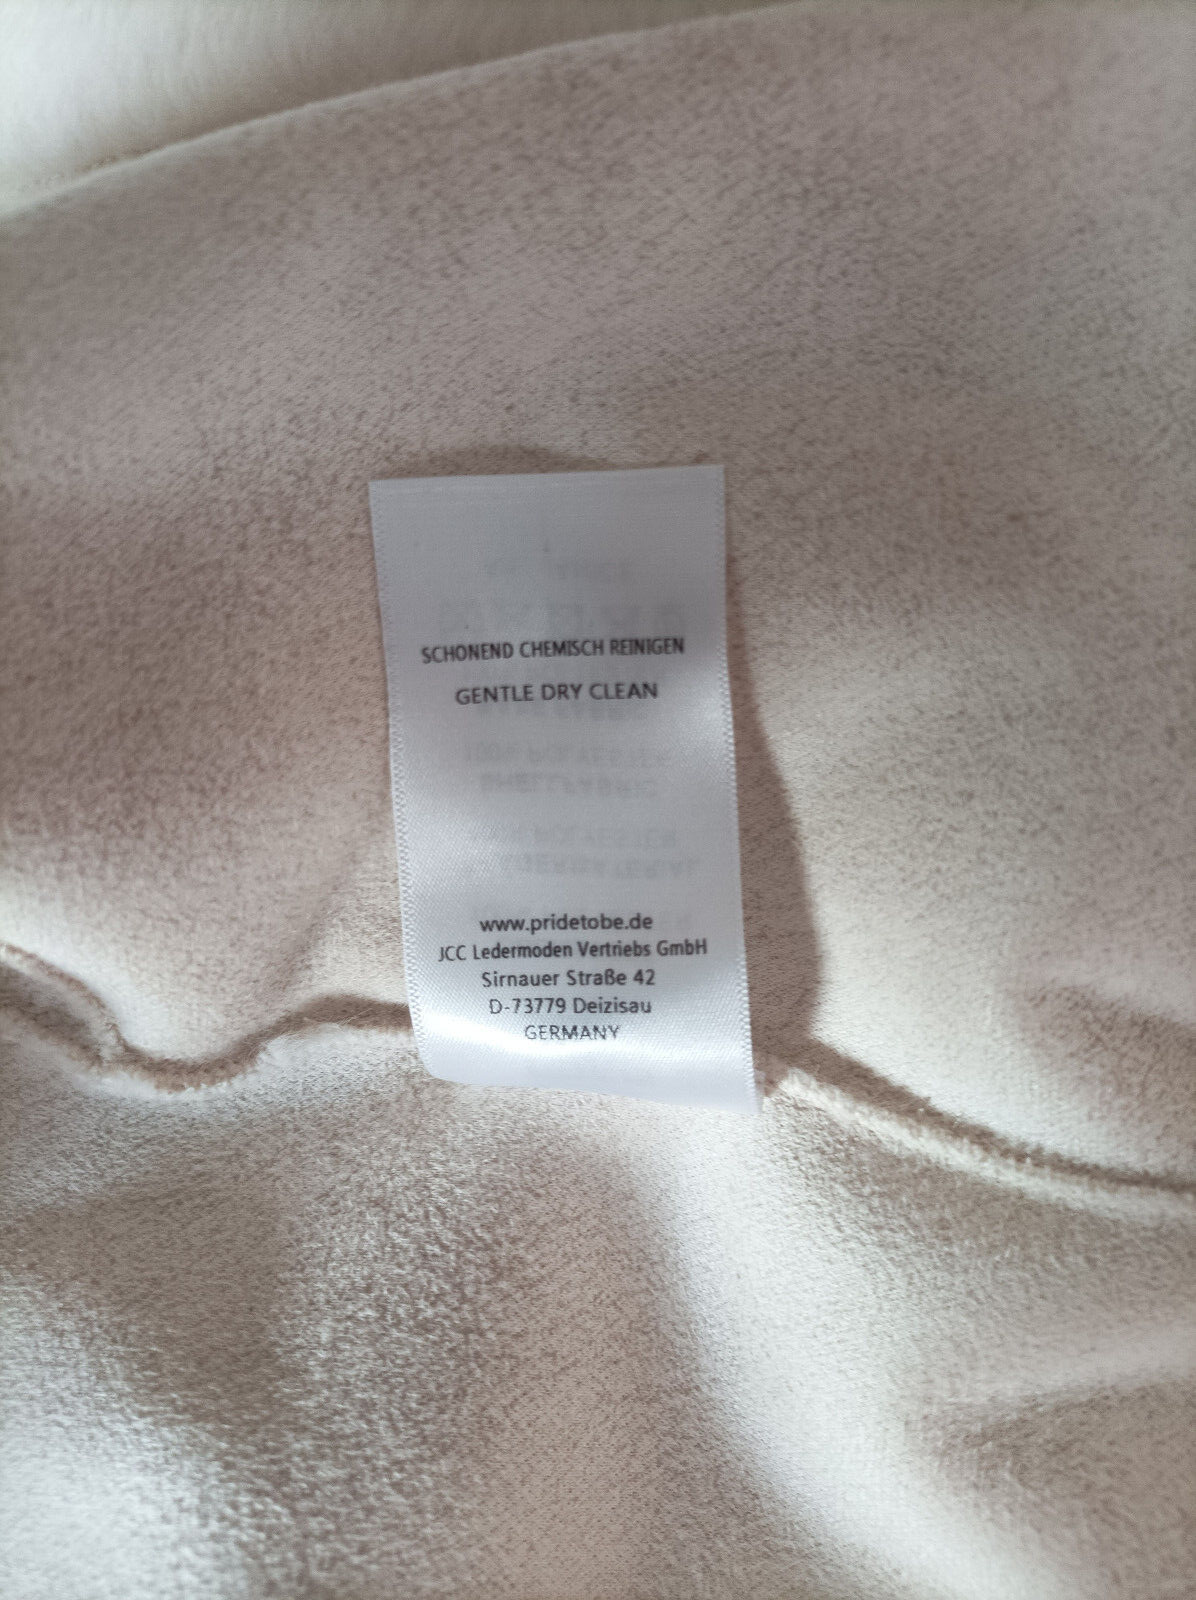 SCHONEND CHEMISCH REINIGEN
GENTLE DRY CLEAN
www.pridetobe.de
JCC Ledermoden Vertriebs GmbH
Sirnauer Straße 42
D-73779 Deizisau
GERMANY